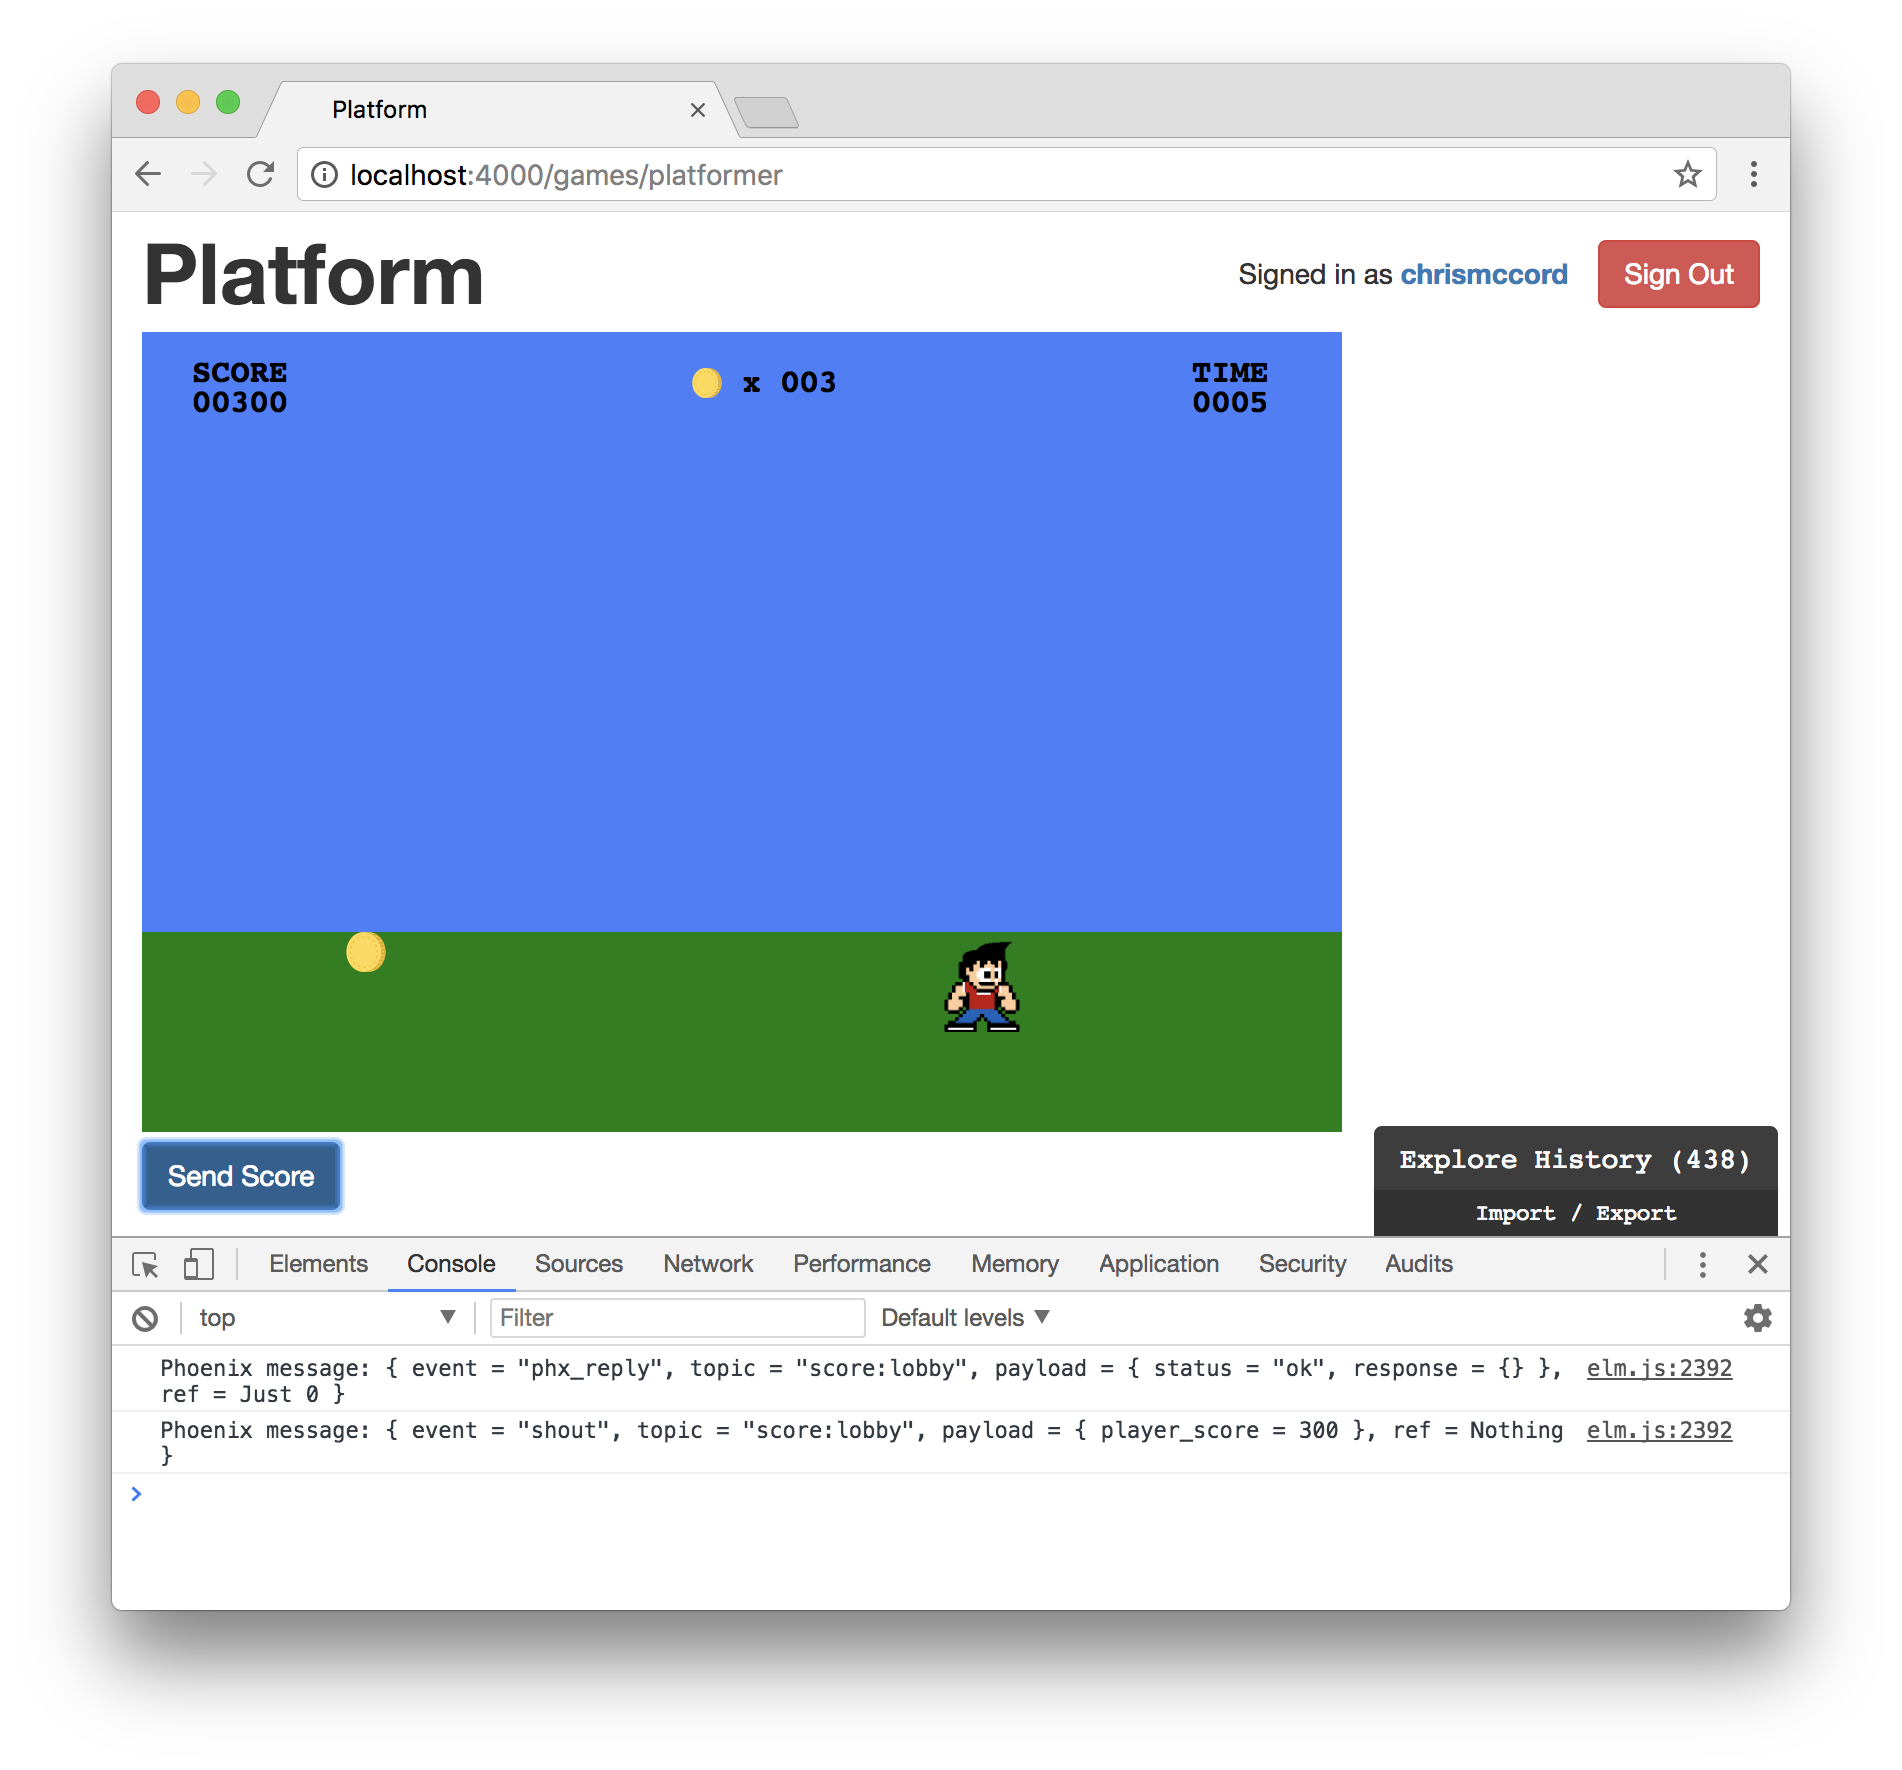 Platform
localhost:4000/games/platformer
Platform
Signed in as chrismccord
Sign Out
SCORE
00300
x 003
TIME
0005
Send Score
Explore History (438)
Import / Export
Elements Console Sources Network Performance Memory Application Security Audits
top
Filter
Default levels
Phoenix message: { event = "phx_reply", topic = "score:lobby", payload = { status = "ok", response = {} }, elm.js:2392
ref = Just 0 }
Phoenix message: { event = "shout", topic = "score:lobby", payload = { player_score = 300 }, ref = Nothing elm.js:2392
}